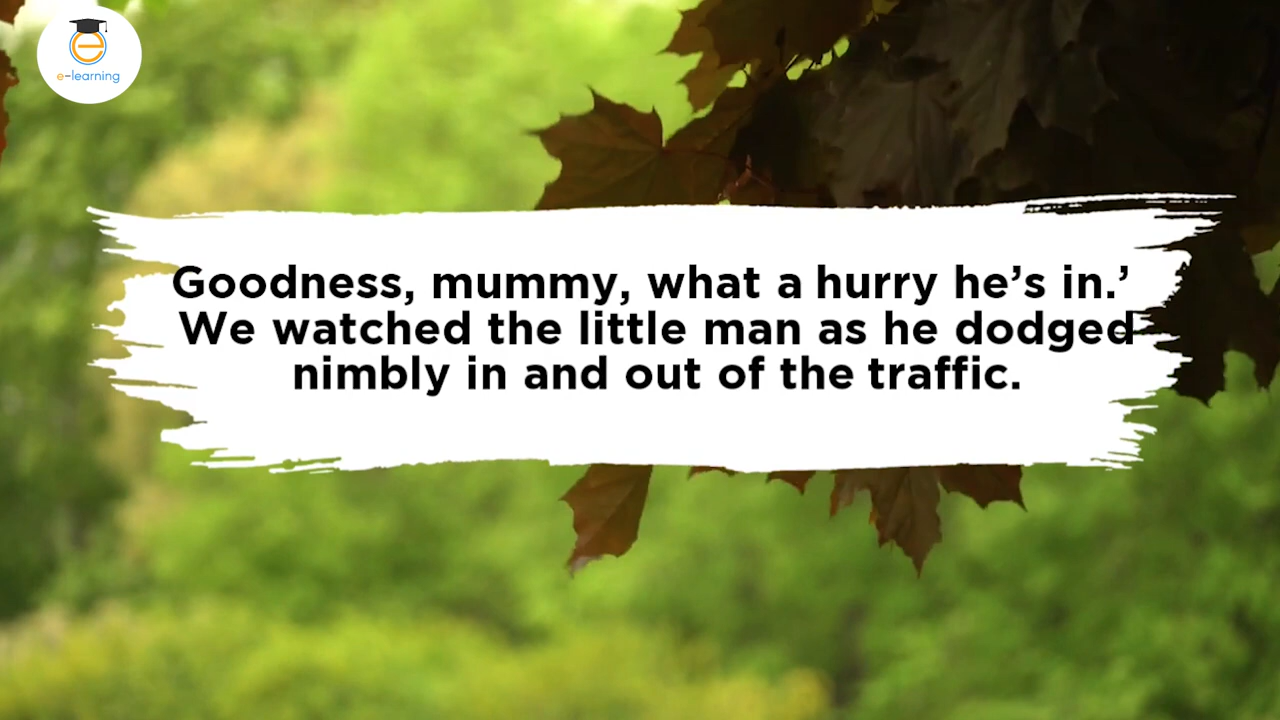 e-learning
Goodness, mummy, what a hurry he’s in.’
We watched the little man as he dodged
nimbly in and out of the traffic.